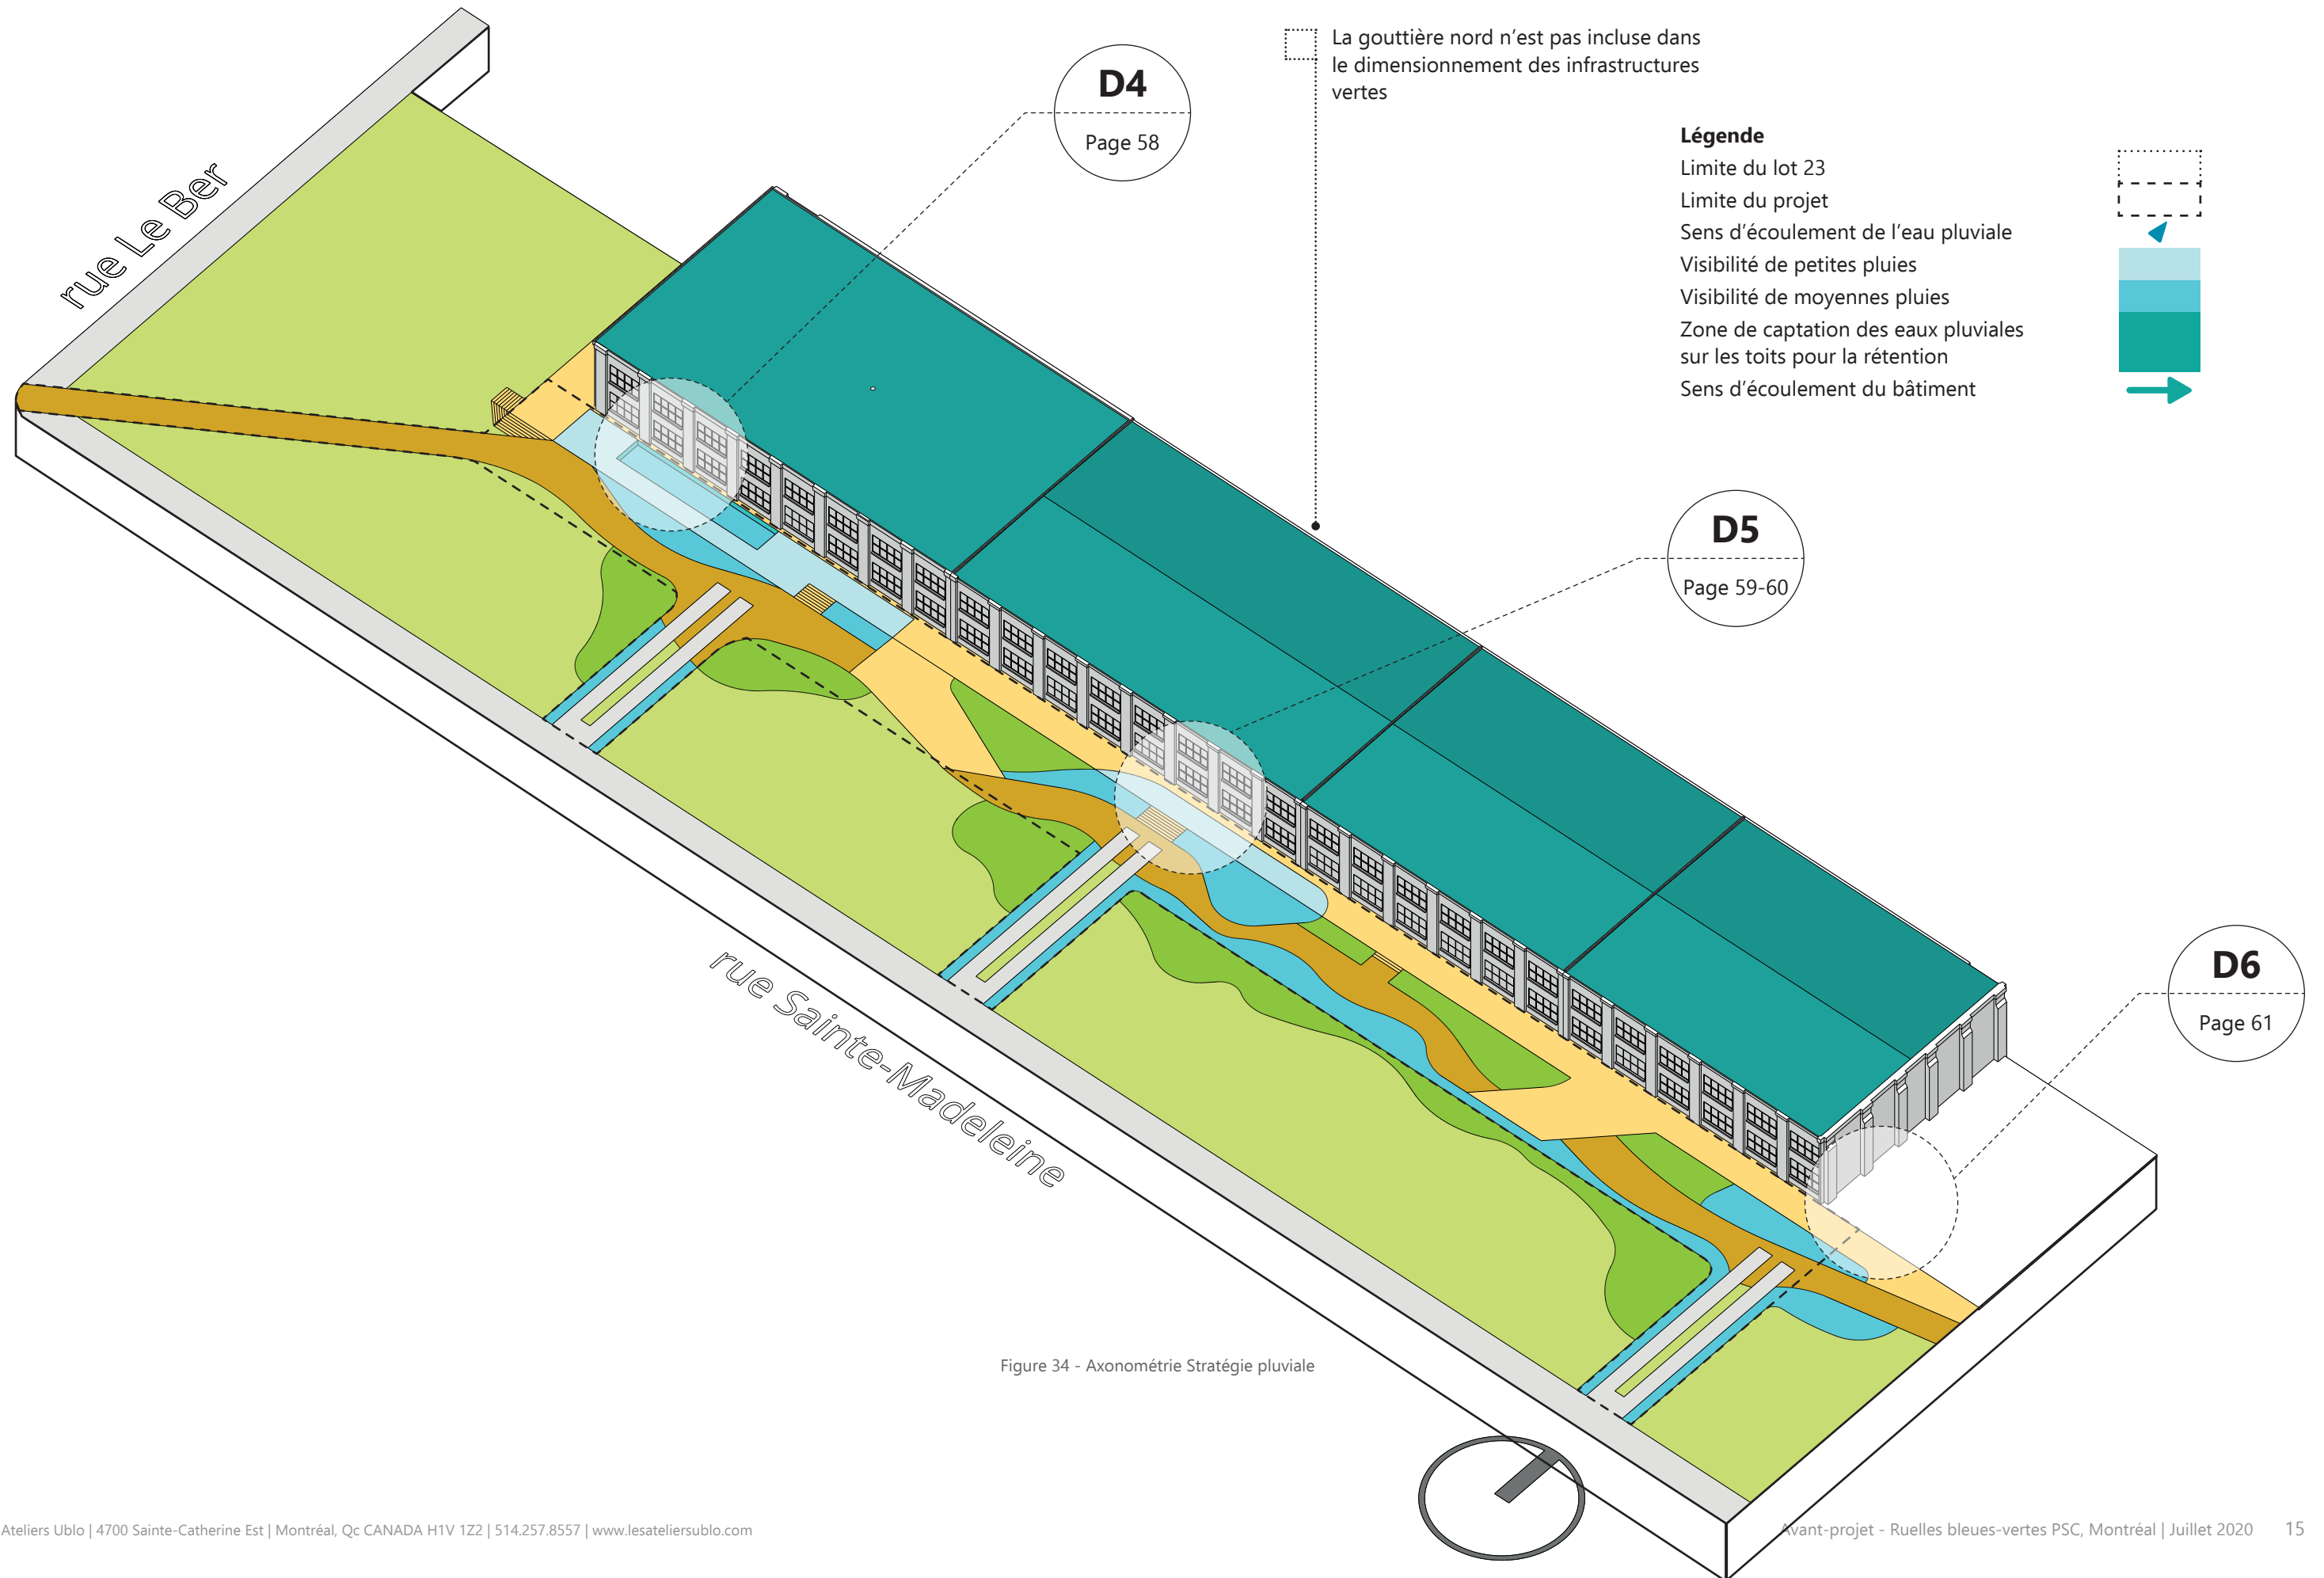 La gouttière nord n'est pas incluse dans
le dimensionnement des infrastructures
vertes
D4
Page 58
Légende
Limite du lot 23
Limite du projet
Sens d'écoulement de l'eau pluviale
Visibilité de petites pluies
Visibilité de moyennes pluies
Zone de captation des eaux pluviales
sur les toits pour la rétention
Sens d'écoulement du bâtiment
rue Le Ber
D5
Page 59-60
D6
Page 61
rue Sainte-Madeleine
Figure 34 - Axonométrie Stratégie pluviale
Ateliers Ublo | 4700 Sainte-Catherine Est | Montréal, Qc CANADA H1V 1Z2 | 514.257.8557 | www.lesateliersublo.com
Avant-projet - Ruelles bleues-vertes PSC, Montréal | Juillet 2020 15